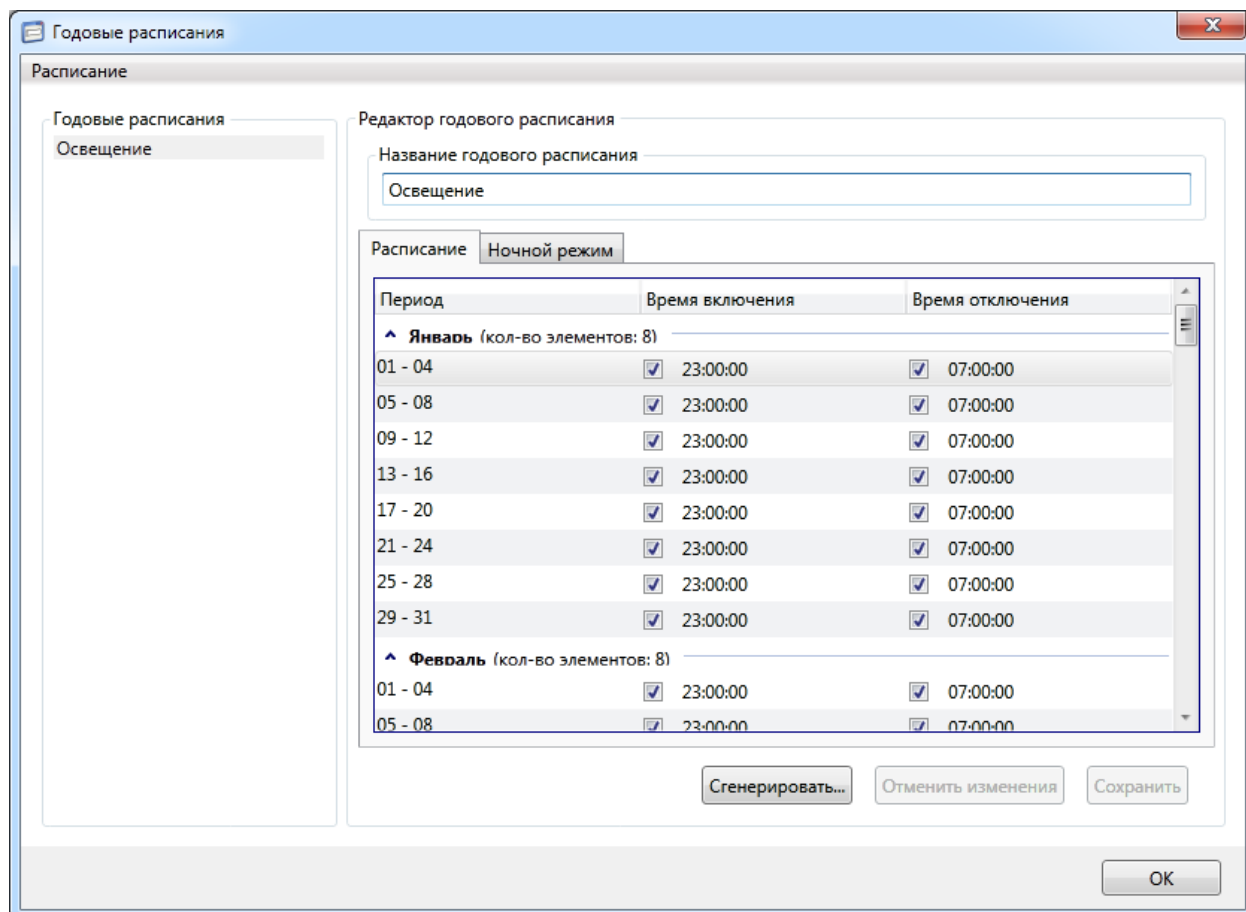 Годовые расписания
Расписание
Годовые расписания
Освещение
Редактор годового расписания
Название годового расписания
Освещение
Расписание Ночной режим
Период Время включения Время отключения
Январь (кол-во элементов: 8)
01 - 04 23:00:00 07:00:00
05 - 08 23:00:00 07:00:00
09 - 12 23:00:00 07:00:00
13 - 16 23:00:00 07:00:00
17 - 20 23:00:00 07:00:00
21 - 24 23:00:00 07:00:00
25 - 28 23:00:00 07:00:00
29 - 31 23:00:00 07:00:00
Февраль (кол-во элементов: 8)
01 - 04 23:00:00 07:00:00
05 - 08 23:00:00 07:00:00
Сгенерировать... Отменить изменения Сохранить
OK